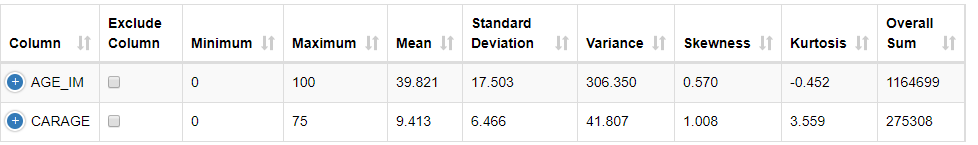 Column Exclude Column Minimum Maximum Mean Standard Deviation Variance Skewness Kurtosis Overall Sum
AGE_IM 0 100 39.821 17.503 306.350 0.570 -0.452 1164699
CARAGE 0 75 9.413 6.466 41.807 1.008 3.559 275308